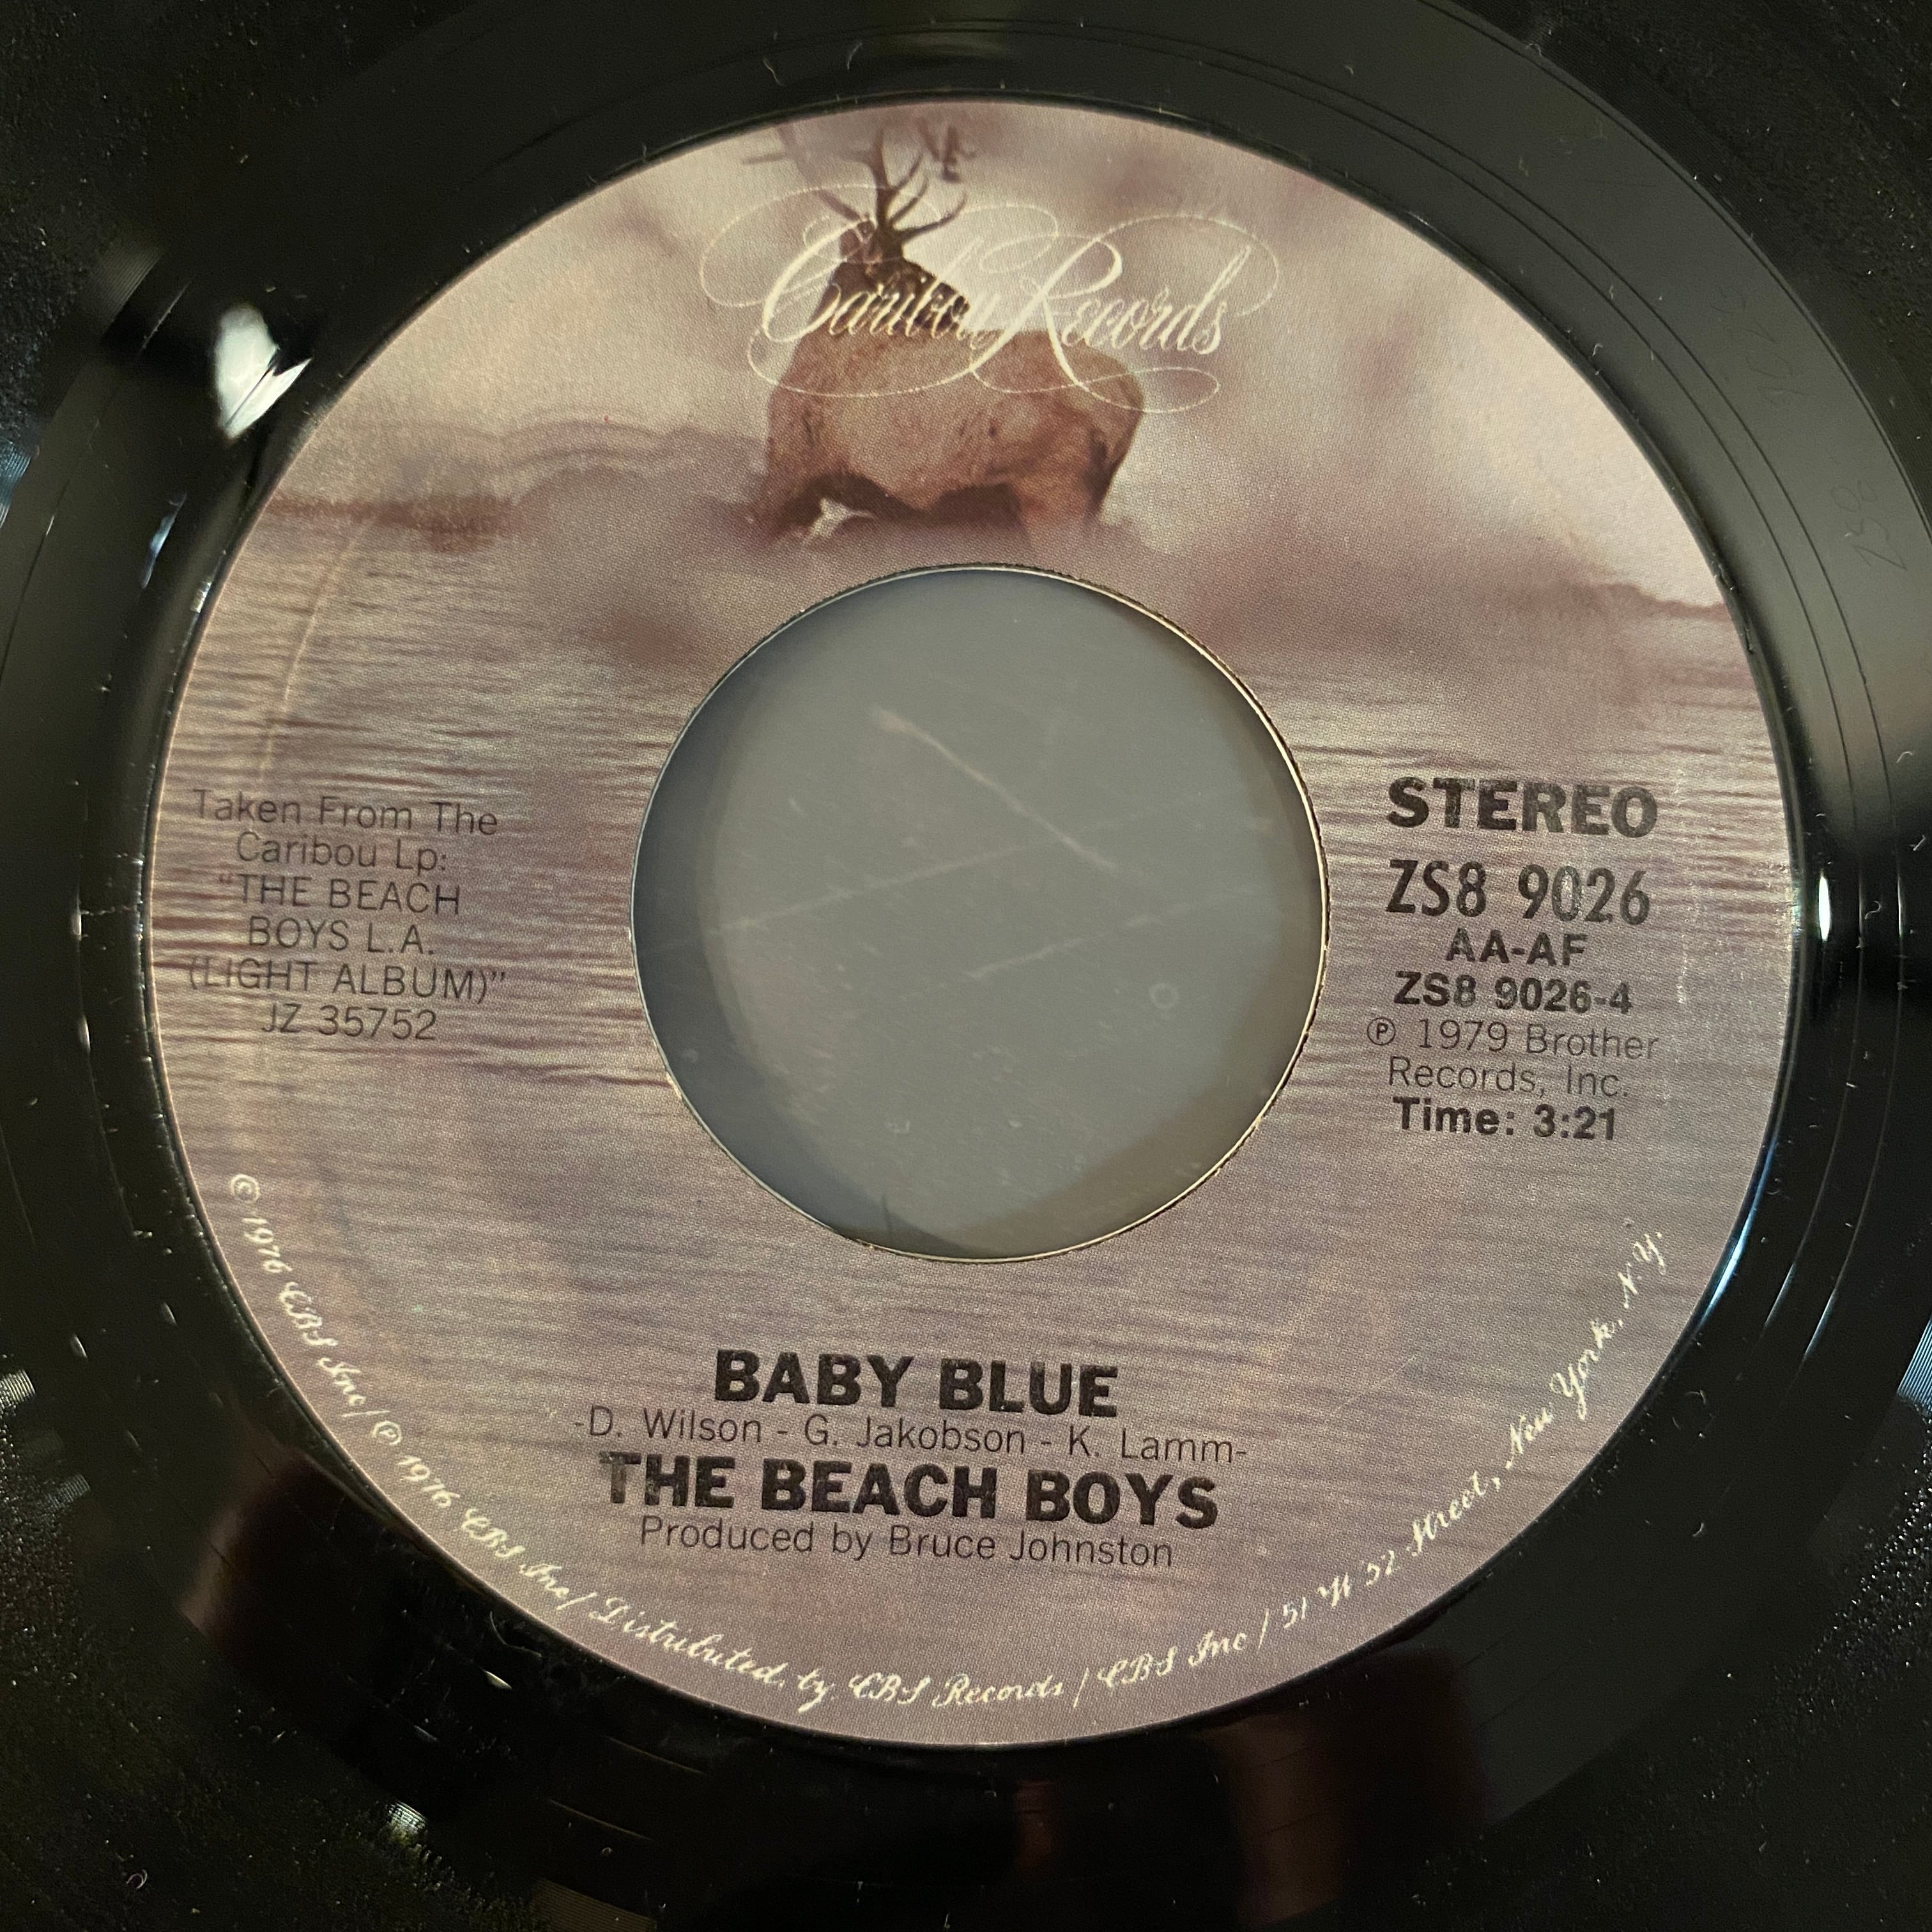 Caribou Records
Taken From The
Caribou Lp:
"THE BEACH
BOYS L.A.
(LIGHT ALBUM)"
JZ 35752
STEREO
ZS8 9026
AA-AF
ZS8 9026-4
Ⓟ 1979 Brother
Records, Inc.
Time: 3:21
BABY BLUE
-D. Wilson - G. Jakobson - K. Lamm-
THE BEACH BOYS
Produced by Bruce Johnston
© 1976 CBS Inc/ Ⓟ 1976 CBS Inc/ Distributed by CBS Records / CBS Inc / 51 W 52 Street, New York, N.Y.